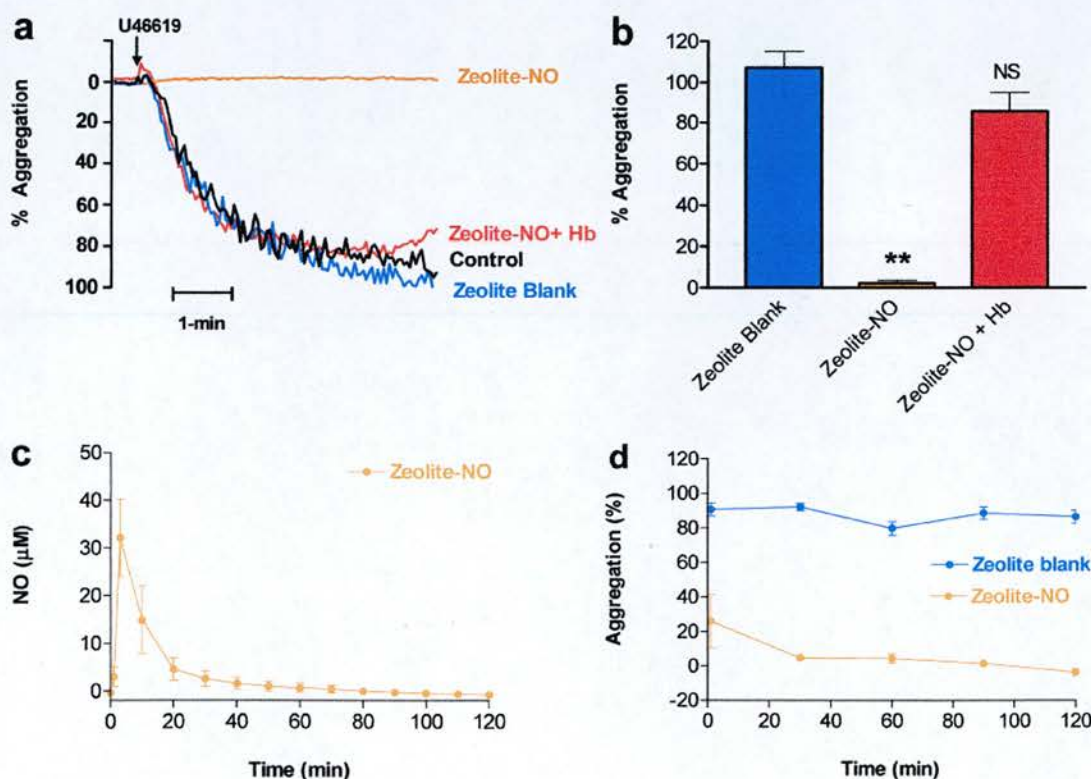 a
U46619
% Aggregation
0
20
40
60
80
100
Zeolite-NO
Zeolite-NO+ Hb
Control
Zeolite Blank
1-min
b
% Aggregation
120
100
80
60
40
20
0
**
NS
Zeolite Blank
Zeolite-NO
Zeolite-NO + Hb
c
NO (μM)
50
40
30
20
10
0
Zeolite-NO
0 20 40 60 80 100 120
Time (min)
d
Aggregation (%)
120
100
80
60
40
20
0
-20
Zeolite blank
Zeolite-NO
0 20 40 60 80 100 120
Time (min)